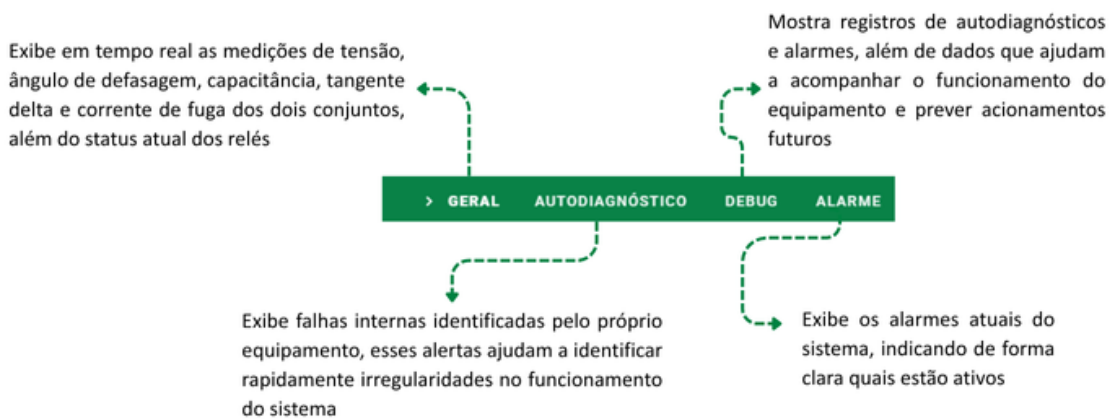 Exibe em tempo real as medições de tensão,
ângulo de defasagem, capacitância, tangente
delta e corrente de fuga dos dois conjuntos,
além do status atual dos relés
Mostra registros de autodiagnósticos
e alarmes, além de dados que ajudam
a acompanhar o funcionamento do
equipamento e prever acionamentos
futuros
> GERAL AUTODIAGNÓSTICO DEBUG ALARME
Exibe falhas internas identificadas pelo próprio
equipamento, esses alertas ajudam a identificar
rapidamente irregularidades no funcionamento
do sistema
Exibe os alarmes atuais do
sistema, indicando de forma
clara quais estão ativos